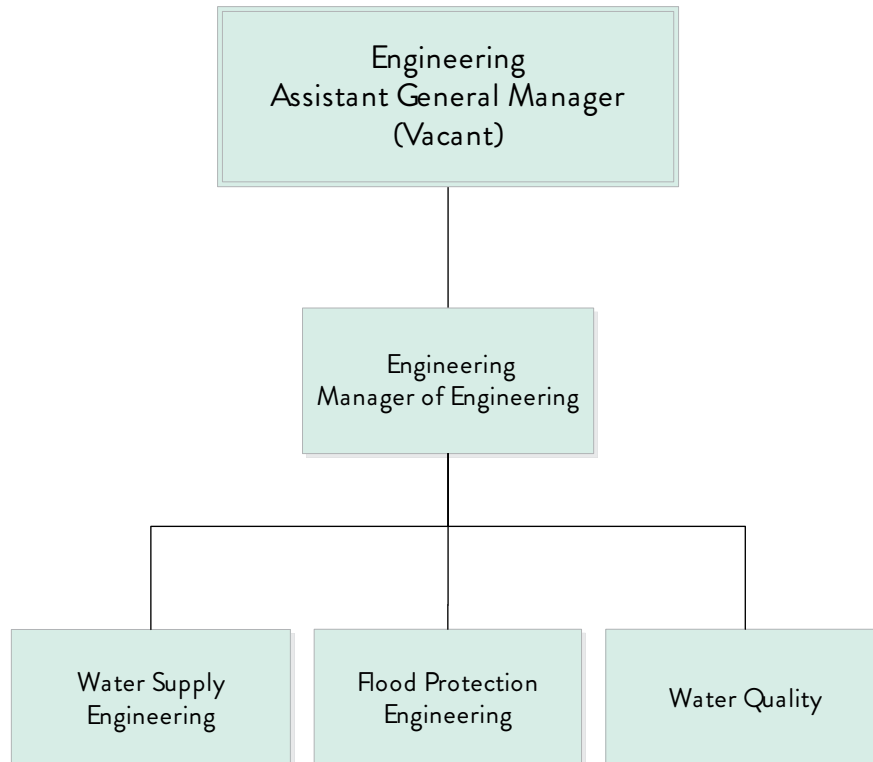 Engineering
Assistant General Manager
(Vacant)
Engineering
Manager of Engineering
Water Supply
Engineering
Flood Protection
Engineering
Water Quality